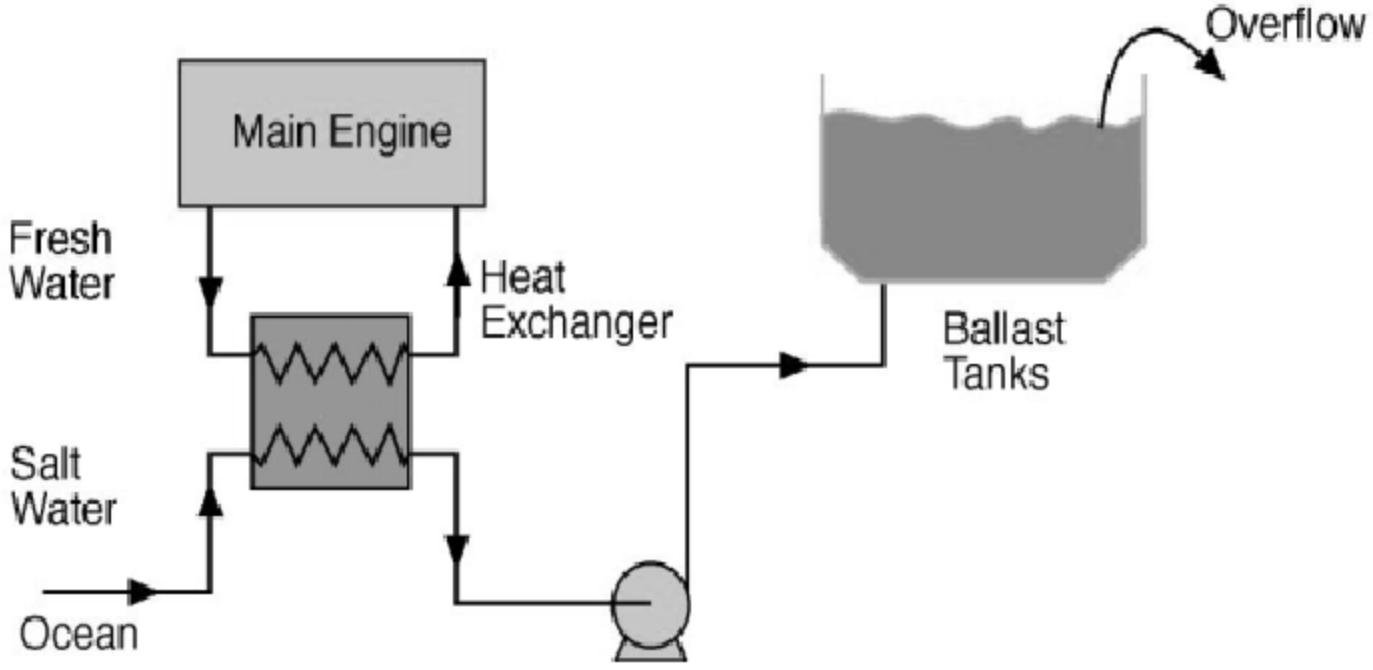 Overflow
Main Engine
Fresh
Water
Heat
Exchanger
Ballast
Tanks
Salt
Water
Ocean